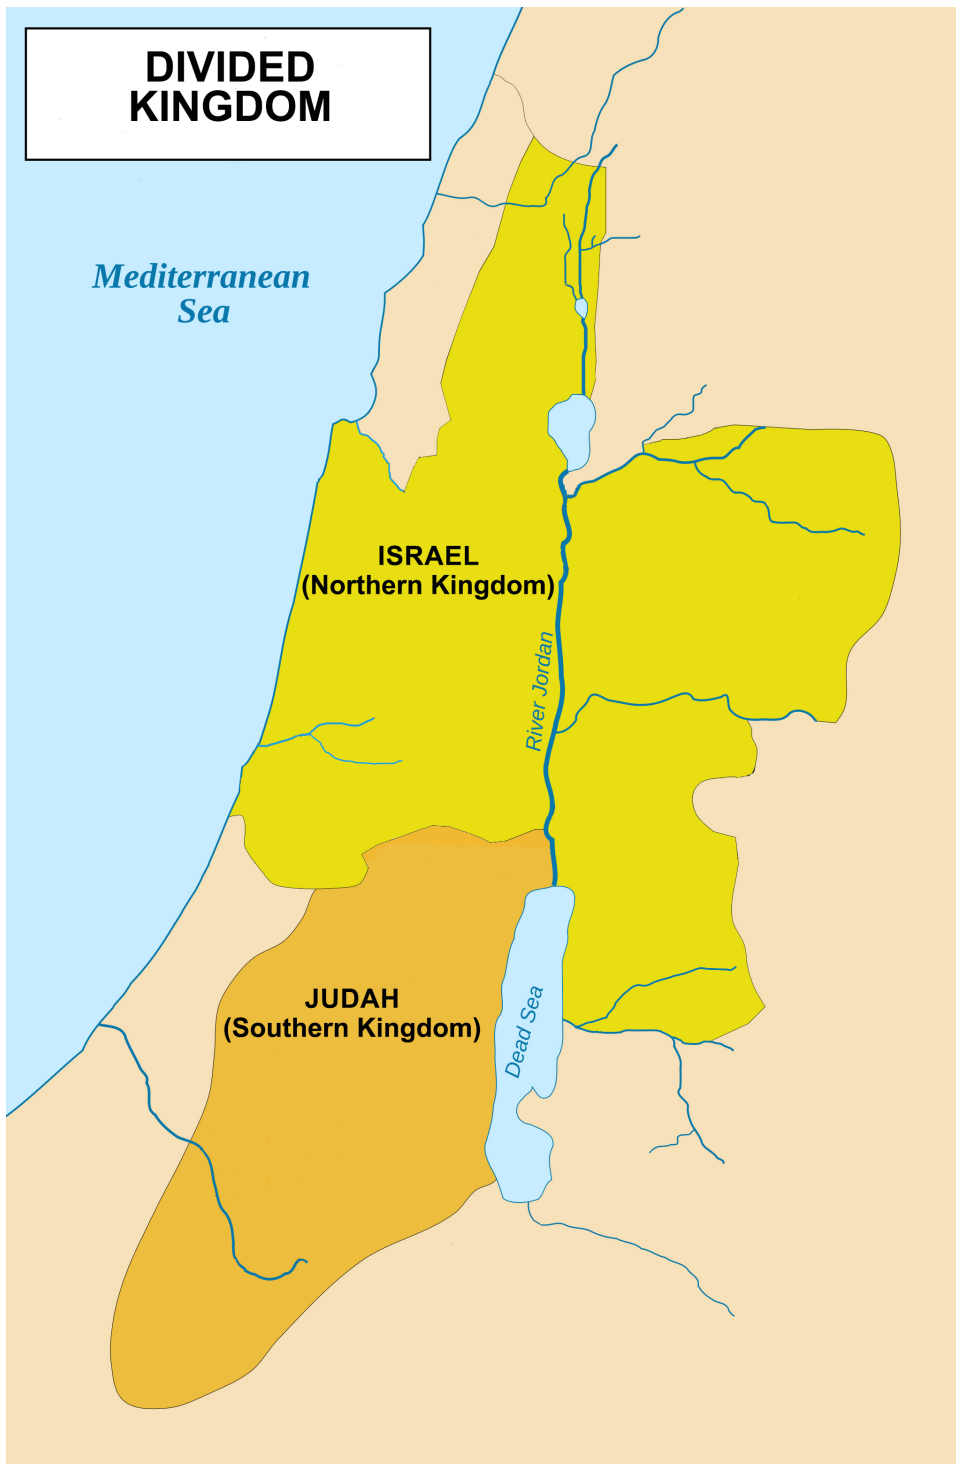 DIVIDED
KINGDOM
Mediterranean
Sea
ISRAEL
(Northern Kingdom)
River Jordan
JUDAH
(Southern Kingdom)
Dead Sea